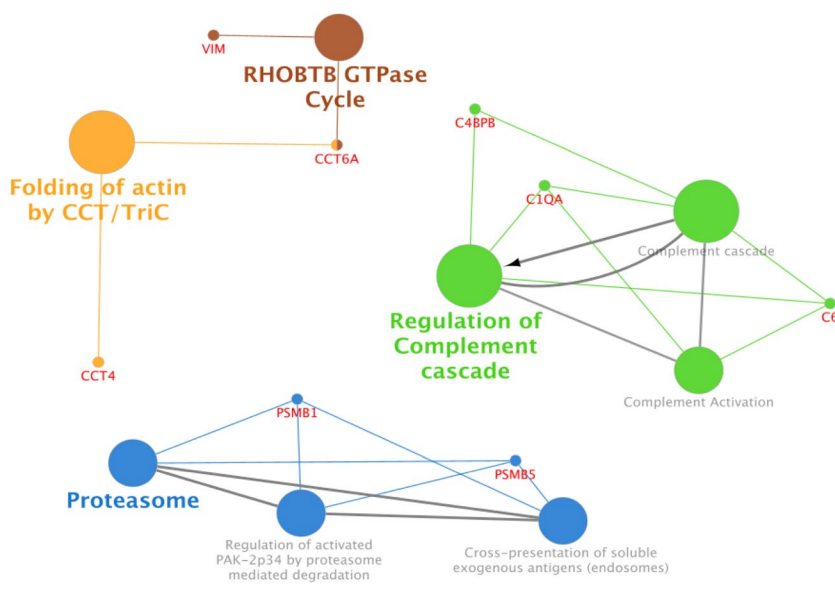 VIM
RHOBTB GTPase
Cycle
CCT6A
Folding of actin
by CCT/TriC
CCT4
C4BPB
C1QA
Complement cascade
C6
Regulation of
Complement
cascade
Complement Activation
PSMB1
PSMB5
Proteasome
Regulation of activated
PAK-2p34 by proteasome
mediated degradation
Cross-presentation of soluble
exogenous antigens (endosomes)